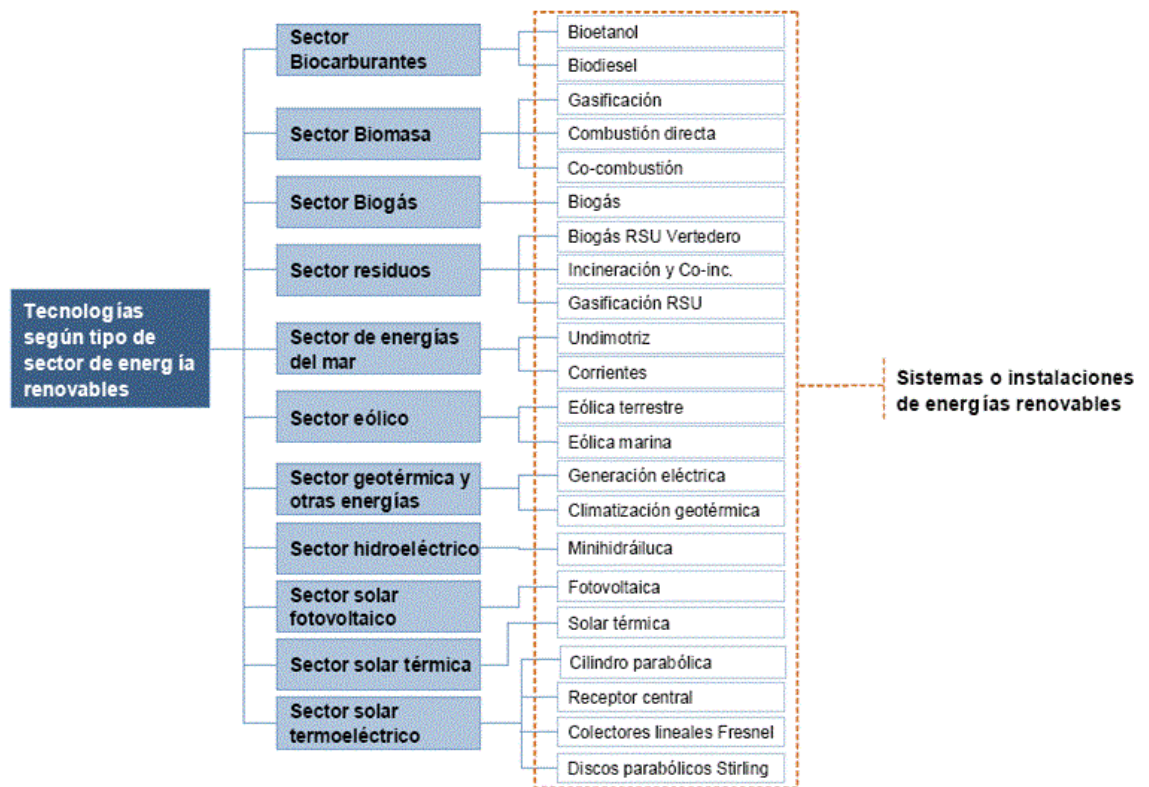 Tecnologías
según tipo de
sector de energía
renovables
Sector
Biocarburantes
Bioetanol
Biodiesel
Sector Biomasa
Gasificación
Combustión directa
Co-combustión
Sector Biogás
Biogás
Sector residuos
Biogás RSU Vertedero
Incineración y Co-inc.
Gasificación RSU
Sector de energías
del mar
Undimotriz
Corrientes
Sector eólico
Eólica terrestre
Eólica marina
Sector geotérmica y
otras energías
Generación eléctrica
Climatización geotérmica
Sector hidroeléctrico
Minihidráiluca
Sector solar
fotovoltaico
Fotovoltaica
Sector solar térmica
Solar térmica
Sector solar
termoeléctrico
Cilindro parabólica
Receptor central
Colectores lineales Fresnel
Discos parabólicos Stirling
Sistemas o instalaciones
de energías renovables